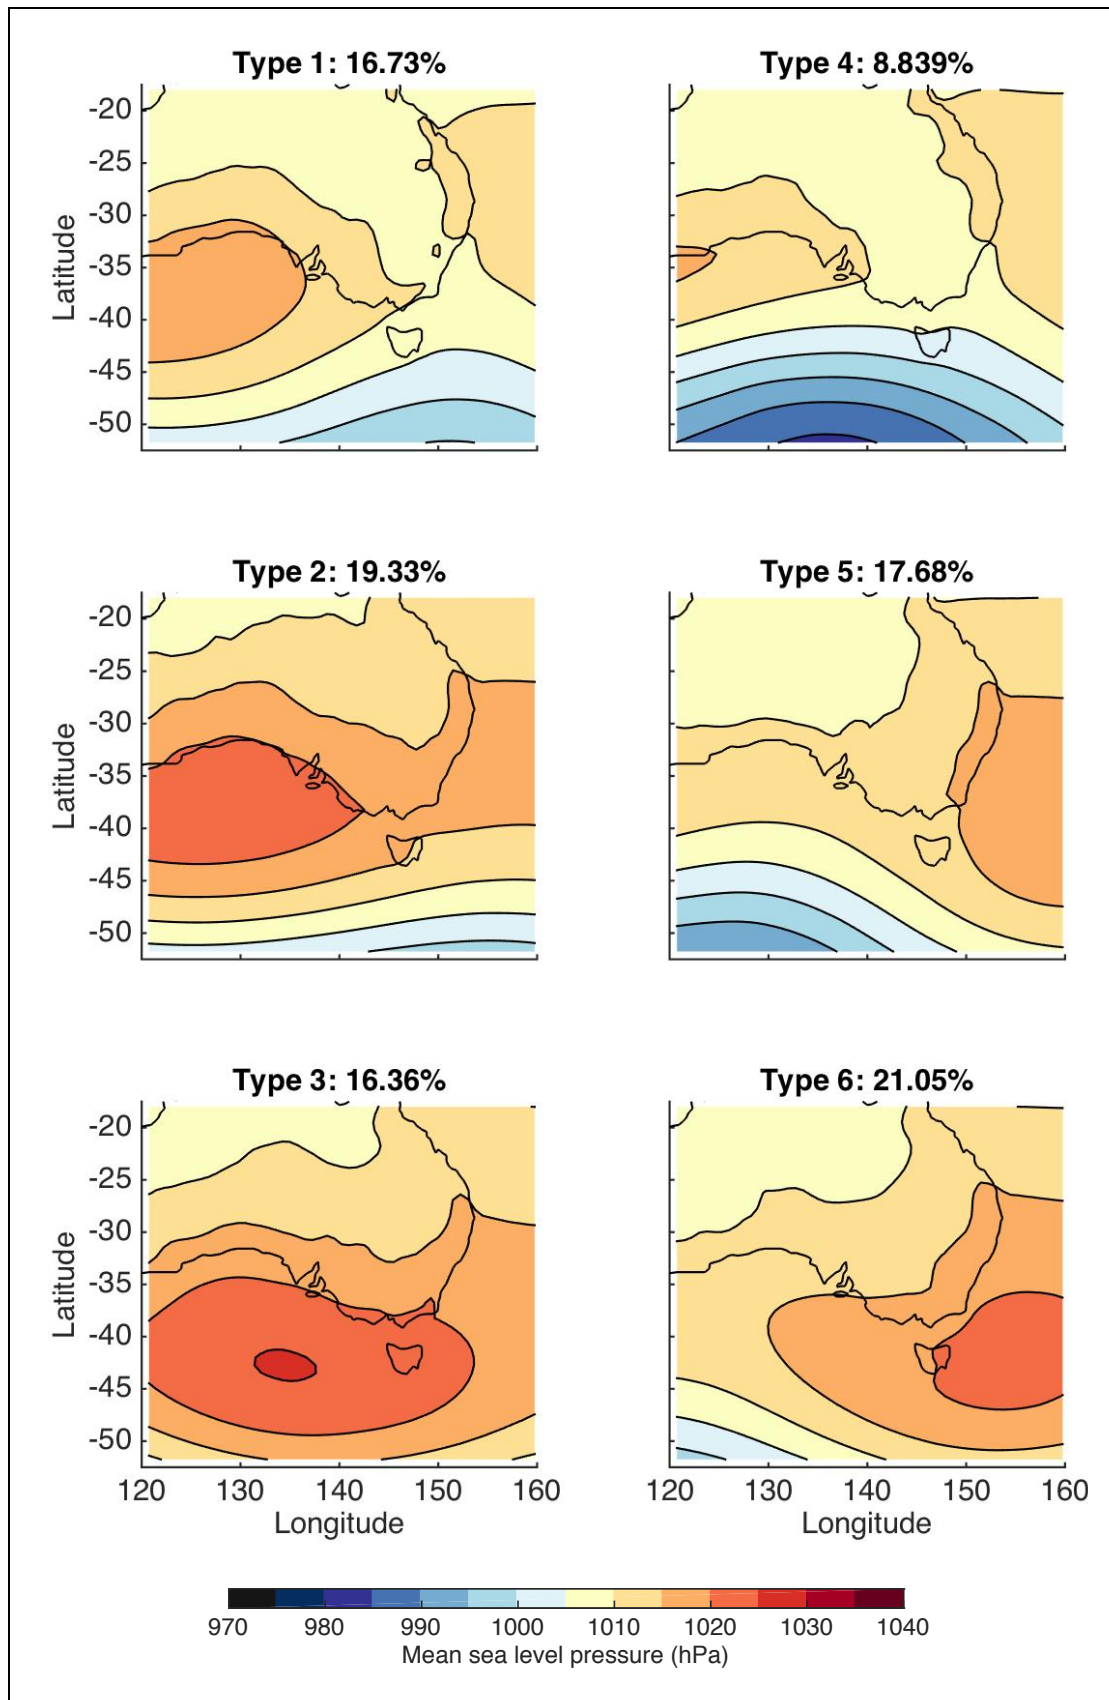 Type 1: 16.73%
Type 4: 8.839%
-20
-25
-30
-35
-40
-45
-50
Latitude
Type 2: 19.33%
Type 5: 17.68%
-20
-25
-30
-35
-40
-45
-50
Latitude
Type 3: 16.36%
Type 6: 21.05%
-20
-25
-30
-35
-40
-45
-50
Latitude
120 130 140 150 160
Longitude
120 130 140 150 160
Longitude
970 980 990 1000 1010 1020 1030 1040
Mean sea level pressure (hPa)